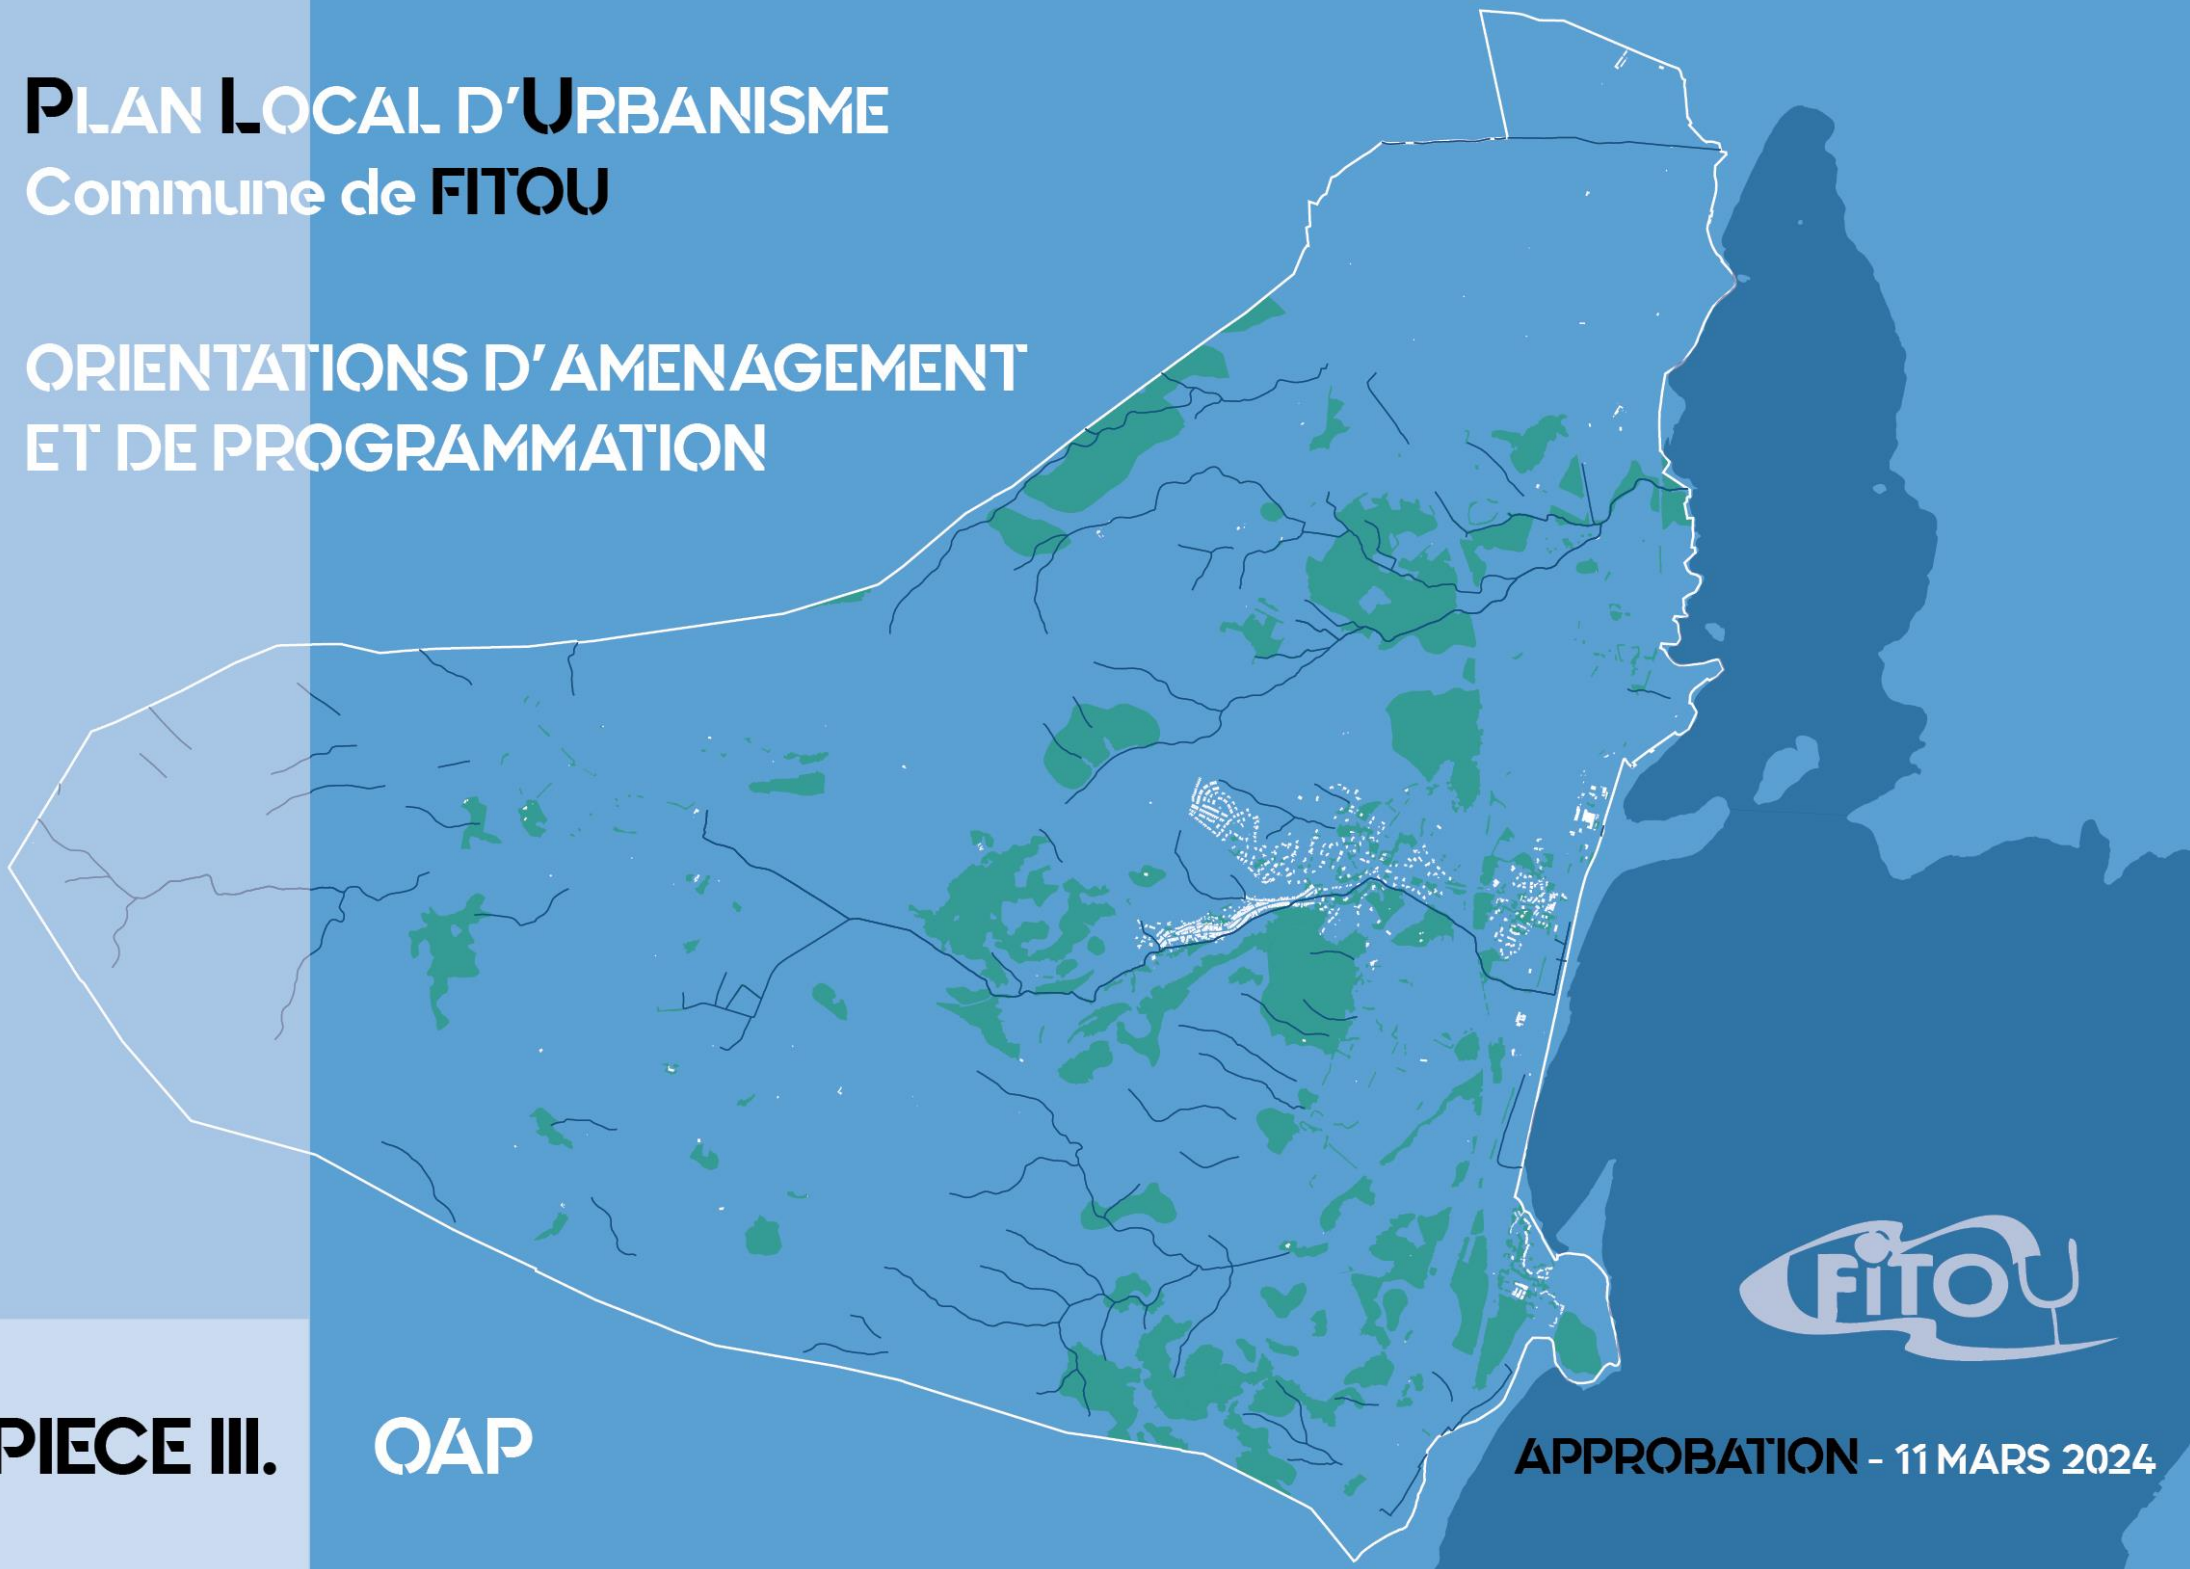 PLAN LOCAL D'URBANISME
Commune de FITOU
ORIENTATIONS D'AMENAGEMENT
ET DE PROGRAMMATION
FiTOU
PIECE III. OAP
APPROBATION - 11 MARS 2024